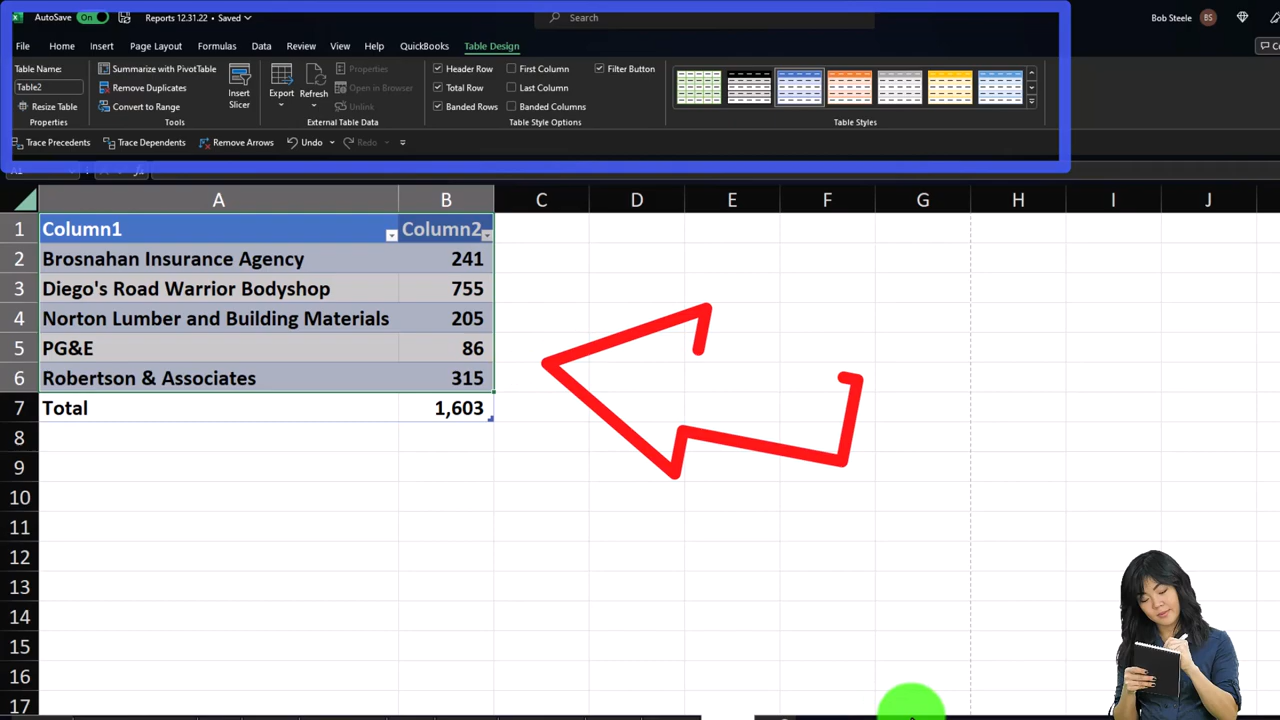 AutoSave On Reports 12.31.22 • Saved Search Bob Steele BS
File Home Insert Page Layout Formulas Data Review View Help QuickBooks Table Design
Table Name:
Table2
Resize Table
Properties
Summarize with PivotTable
Remove Duplicates
Convert to Range
Tools
Insert
Slicer
Export
Refresh
Properties
Open in Browser
Unlink
External Table Data
Header Row First Column Filter Button
Total Row Last Column
Banded Rows Banded Columns
Table Style Options
Table Styles
Trace Precedents Trace Dependents Remove Arrows Undo Redo
A1 fx
A B C D E F G H I J
1 Column1 Column2
2 Brosnahan Insurance Agency 241
3 Diego's Road Warrior Bodyshop 755
4 Norton Lumber and Building Materials 205
5 PG&E 86
6 Robertson & Associates 315
7 Total 1,603
8
9
10
11
12
13
14
15
16
17